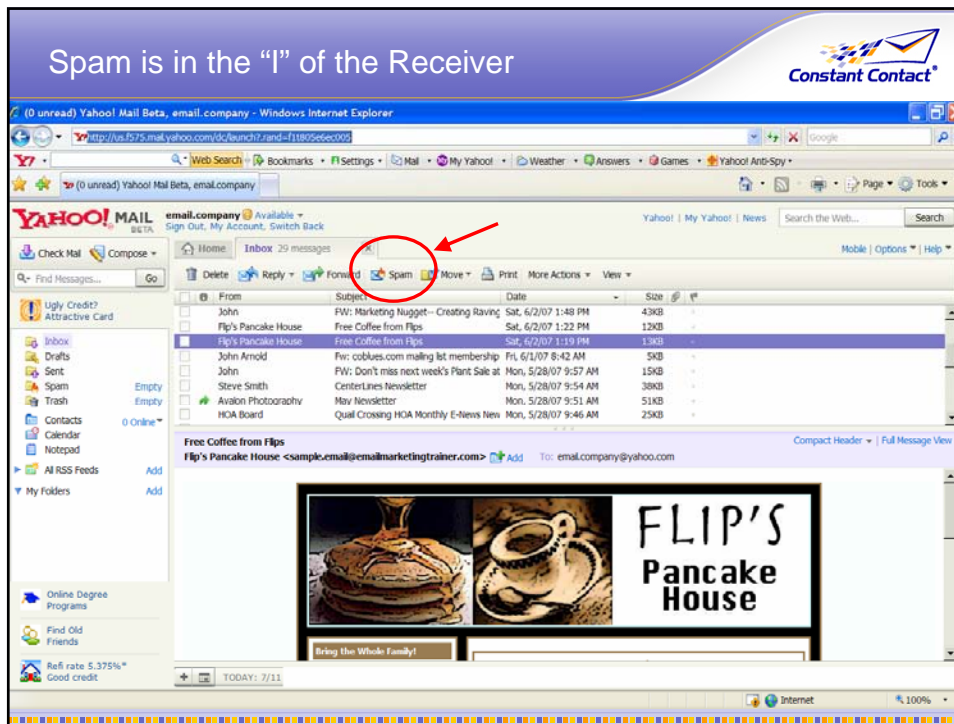 Spam is in the “I” of the Receiver
Constant Contact®
(0 unread) Yahoo! Mail Beta, email.company - Windows Internet Explorer
http://us.f575.mail.yahoo.com/dc/launch?.rand=f1t805e6ec005 Google
Web Search Bookmarks Settings Mail My Yahoo! Weather Answers Games Yahoo! Anti-Spy
(0 unread) Yahoo! Mail Beta, email.company Page Tools
YAHOO! MAIL BETA email.company Available Yahoo! | My Yahoo! | News Search the Web... Search
Sign Out, My Account, Switch Back
Check Mail Compose Home Inbox 29 messages Mobile | Options | Help
Find Messages... Go Delete Reply Forward Spam Move Print More Actions View
From Subject Date Size
John FW: Marketing Nugget-- Creating Raving Sat, 6/2/07 1:48 PM 43KB
Flip's Pancake House Free Coffee from Flips Sat, 6/2/07 1:22 PM 12KB
Flip's Pancake House Free Coffee from Flips Sat, 6/2/07 1:19 PM 13KB
John Arnold Fw: coblues.com mailing list membership Fri, 6/1/07 8:42 AM 5KB
John FW: Don't miss next week's Plant Sale at Mon, 5/28/07 9:57 AM 15KB
Steve Smith CenterLines Newsletter Mon, 5/28/07 9:54 AM 38KB
Avalon Photography May Newsletter Mon, 5/28/07 9:51 AM 51KB
HOA Board Quail Crossing HOA Monthly E-News New Mon, 5/28/07 9:46 AM 25KB
Ugly Credit?
Attractive Card
Inbox
Drafts
Sent
Spam Empty
Trash Empty
Contacts 0 Online
Calendar
Notepad
All RSS Feeds Add
My Folders Add
Online Degree
Programs
Find Old
Friends
Refi rate 5.375%*
Good credit
Free Coffee from Flips Compact Header | Full Message View
Flip's Pancake House <sample.email@emailmarketingtrainer.com> Add To: email.company@yahoo.com
FLIP'S
Pancake
House
Bring the Whole Family!
TODAY: 7/11
Internet 100%